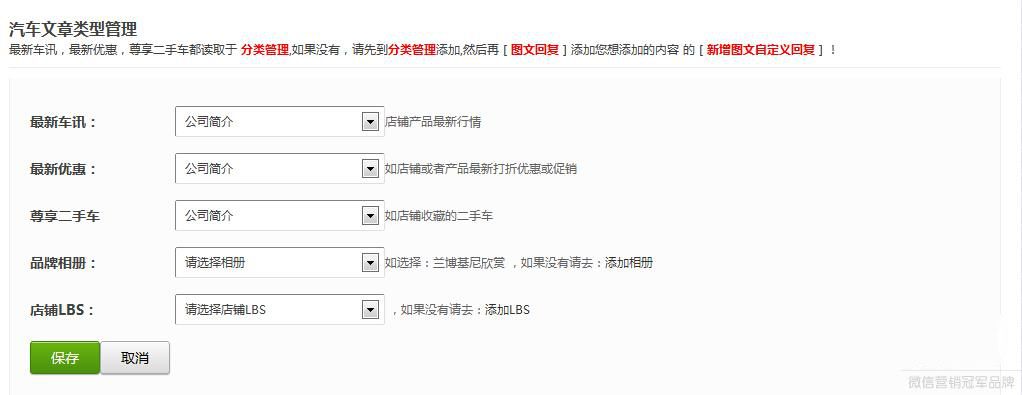 汽车文章类型管理
最新车讯，最新优惠，尊享二手车都读取于 分类管理,如果没有，请先到分类管理添加,然后再 [ 图文回复 ] 添加您想添加的内容 的 [ 新增图文自定义回复 ] ！
最新车讯： 公司简介 店铺产品最新行情
最新优惠： 公司简介 如店铺或者产品最新打折优惠或促销
尊享二手车 公司简介 如店铺收藏的二手车
品牌相册： 请选择相册 如选择：兰博基尼欣赏 ，如果没有请去：添加相册
店铺LBS： 请选择店铺LBS ，如果没有请去：添加LBS
保存 取消
微信营销冠军品牌